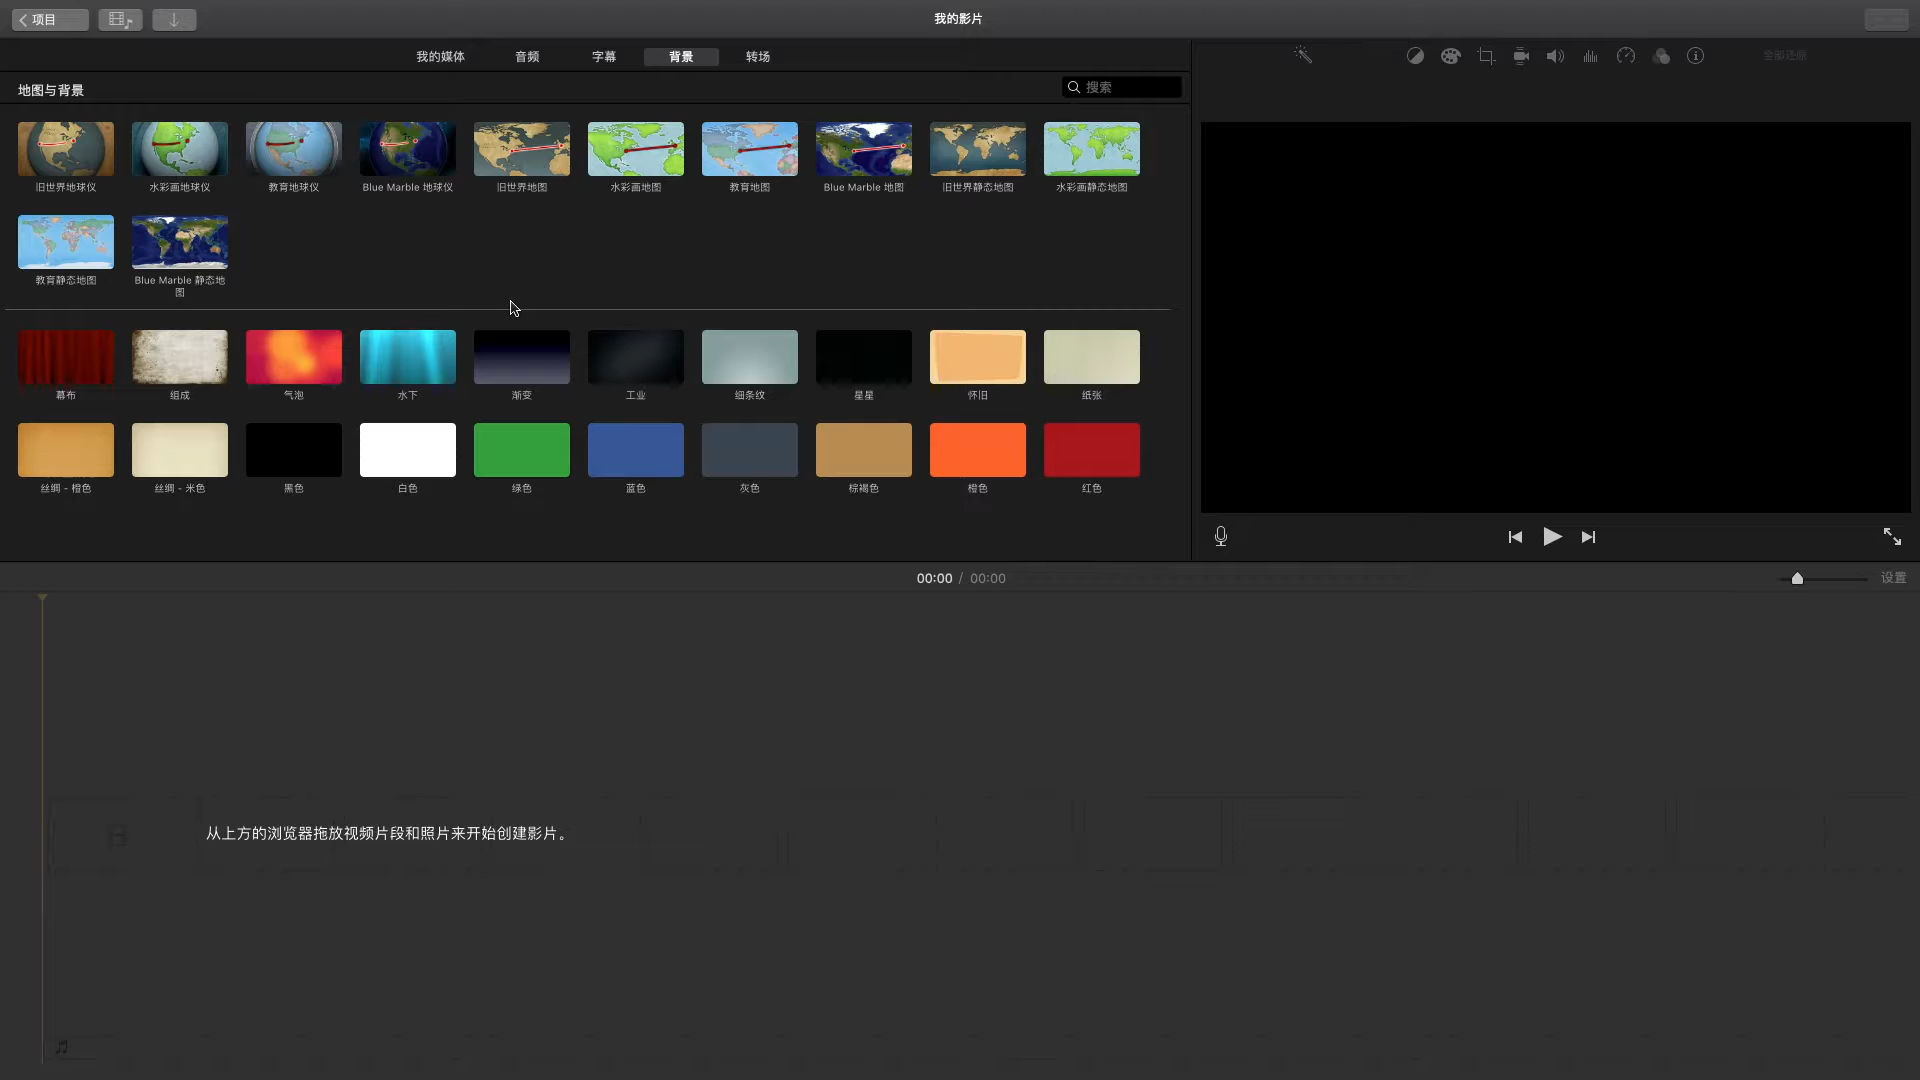 项目
我的影片
我的媒体 音频 字幕 背景 转场
全部还原
地图与背景
搜索
旧世界地球仪 水彩画地球仪 教育地球仪 Blue Marble 地球仪 旧世界地图 水彩画地图 教育地图 Blue Marble 地图 旧世界静态地图 水彩画静态地图
教育静态地图 Blue Marble 静态地
图
幕布 组成 气泡 水下 渐变 工业 细条纹 星星 怀旧 纸张
丝绸 - 橙色 丝绸 - 米色 黑色 白色 绿色 蓝色 灰色 棕褐色 橙色 红色
00:00 / 00:00
设置
从上方的浏览器拖放视频片段和照片来开始创建影片。